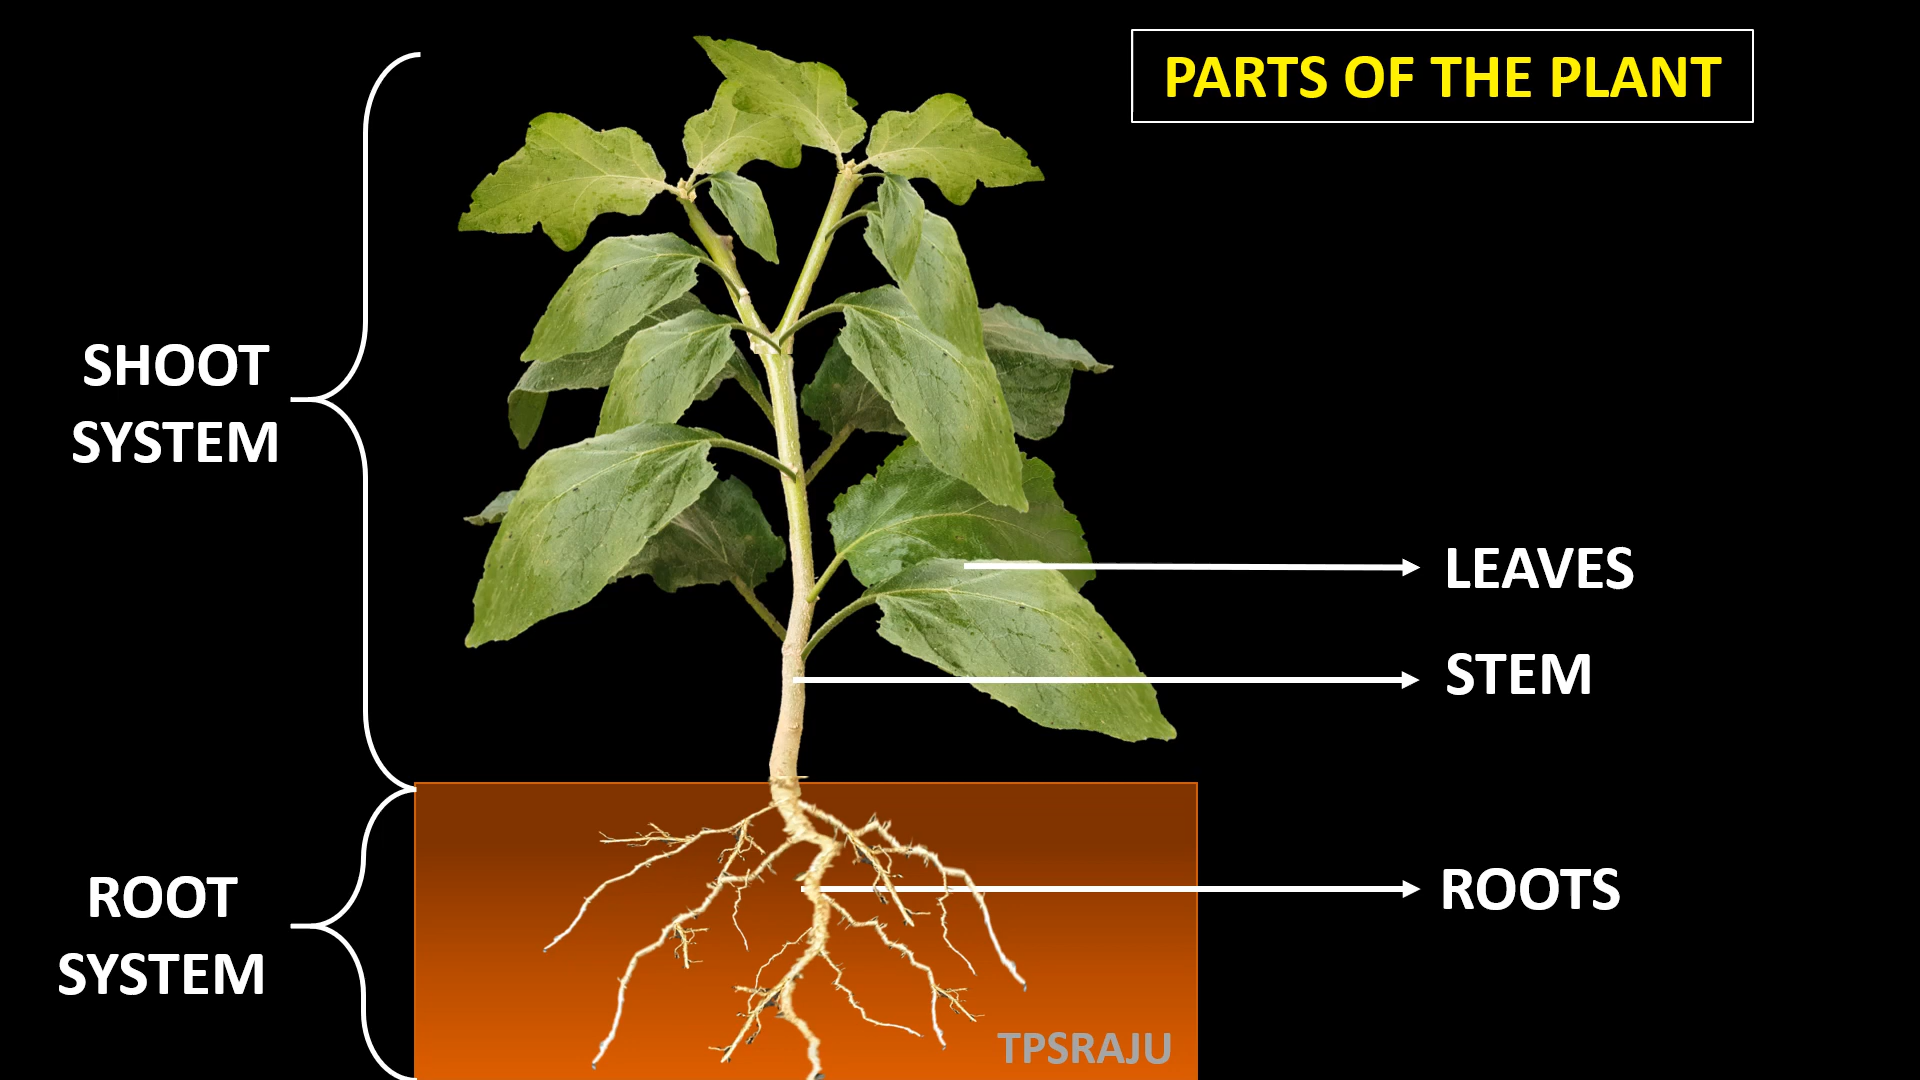 PARTS OF THE PLANT
SHOOT
SYSTEM
LEAVES
STEM
ROOT
SYSTEM
ROOTS
TPSRAJU